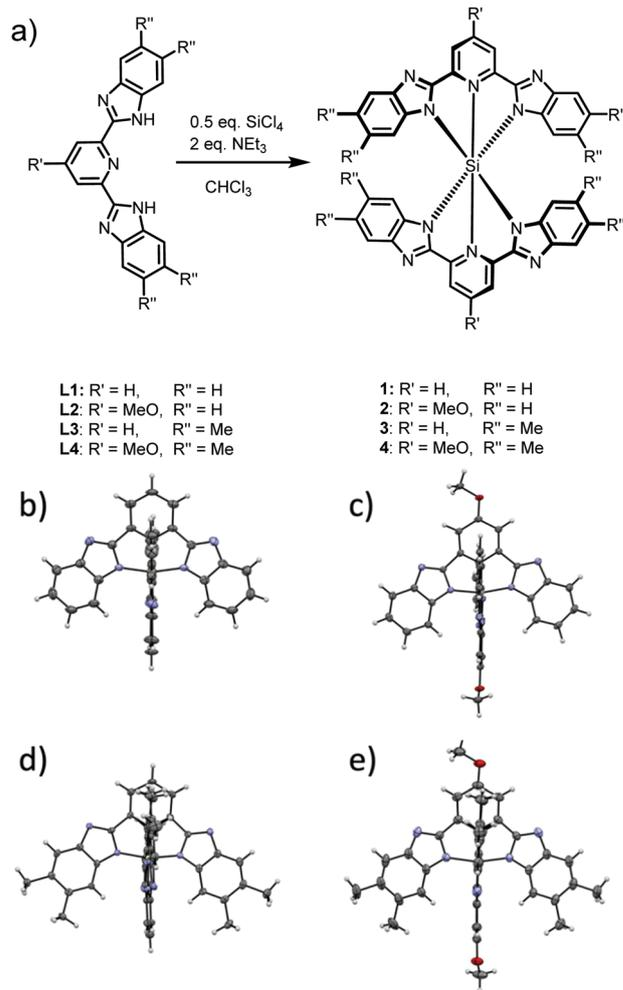 a)
R''
R''
N
NH
R'
N
NH
N
R''
R''
0.5 eq. SiCl4
2 eq. NEt3
CHCl3
R'
N
N
N
N
N
R''
R''
R''
R''
Si
R''
R''
R''
R''
N
N
N
N
N
R'
L1: R' = H, R'' = H
L2: R' = MeO, R'' = H
L3: R' = H, R'' = Me
L4: R' = MeO, R'' = Me
1: R' = H, R'' = H
2: R' = MeO, R'' = H
3: R' = H, R'' = Me
4: R' = MeO, R'' = Me
b)
c)
d)
e)